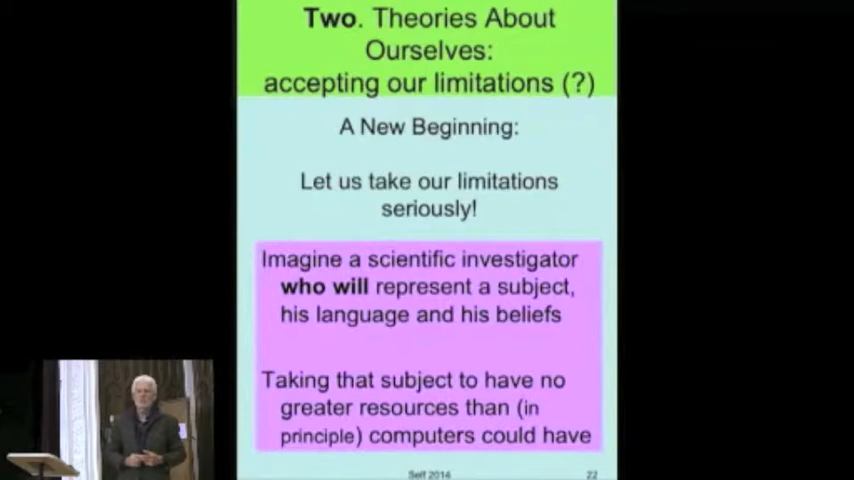 Two. Theories About
Ourselves:
accepting our limitations (?)
A New Beginning:
Let us take our limitations
seriously!
Imagine a scientific investigator
who will represent a subject,
his language and his beliefs
Taking that subject to have no
greater resources than (in
principle) computers could have
Self 2014
22